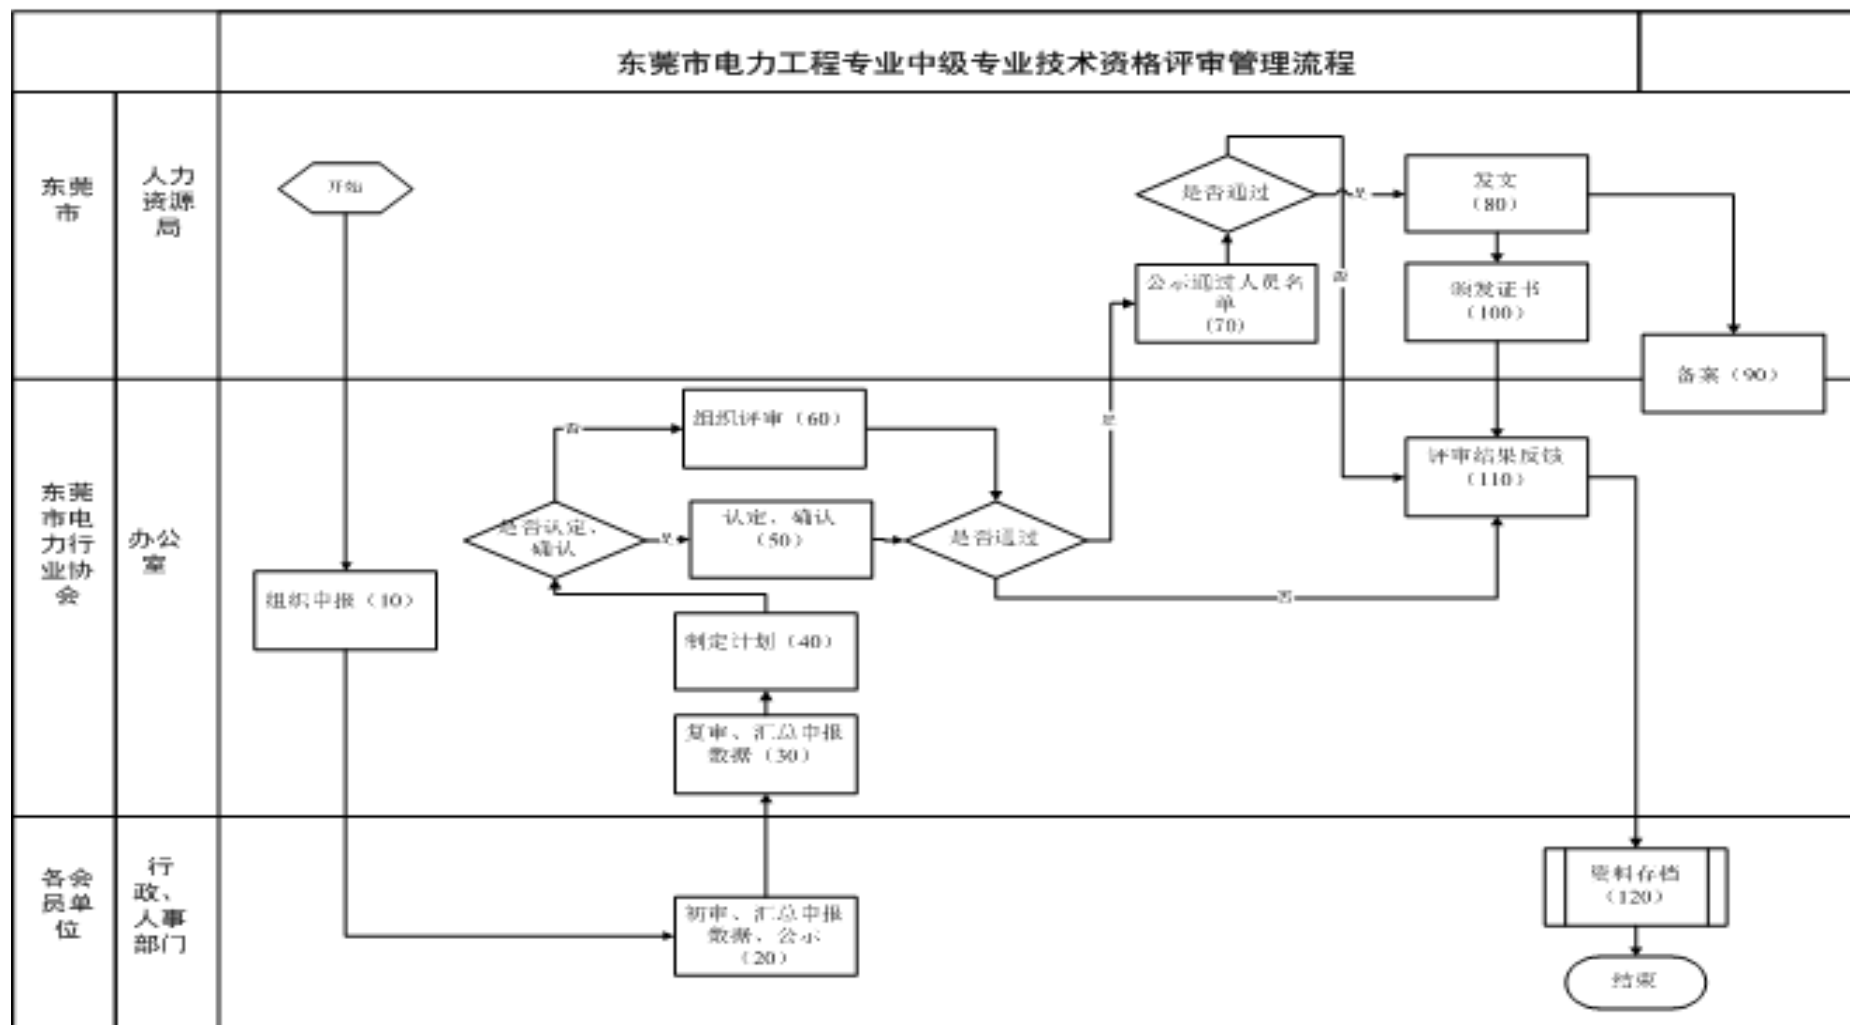 东莞市电力工程专业中级专业技术资格评审管理流程
东莞
市
人力
资源
局
开始
是否通过
是
发文
（80）
公示通过人员名
单
（70）
否
颁发证书
（100）
备案（90）
东莞
市电
力行
业协
会
办公
室
组织评审（60）
否
是
评审结果反馈
（110）
是否认定、
确认
是
认定、确认
（50）
是否通过
否
组织申报（10）
制定计划（40）
复审、汇总申报
数据（30）
各会
员单
位
行
政、
人事
部门
初审、汇总申报
数据、公示
（20）
资料存档
（120）
结束